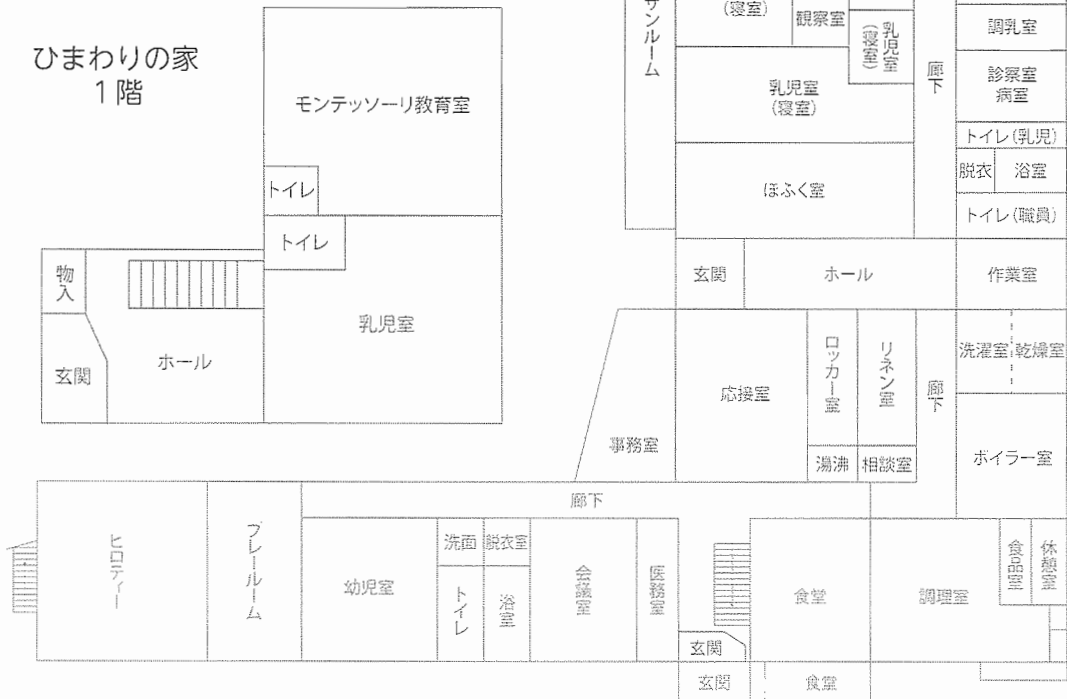 ひまわりの家
1階
モンテッソーリ教育室
トイレ
トイレ
乳児室
物入
玄関
ホール
サンルーム
(寝室)
観察室
乳児室
(寝室)
乳児室
(寝室)
ほふく室
廊下
調乳室
診察室
病室
トイレ(乳児)
脱衣
浴室
トイレ(職員)
玄関
ホール
作業室
事務室
応接室
ロッカー室
リネン室
湯沸
相談室
廊下
洗濯室
乾燥室
ボイラー室
廊下
ピロティー
プレールーム
幼児室
洗面
脱衣室
トイレ
浴室
会議室
医務室
玄関
食堂
調理室
食品室
休憩室
玄関
食堂